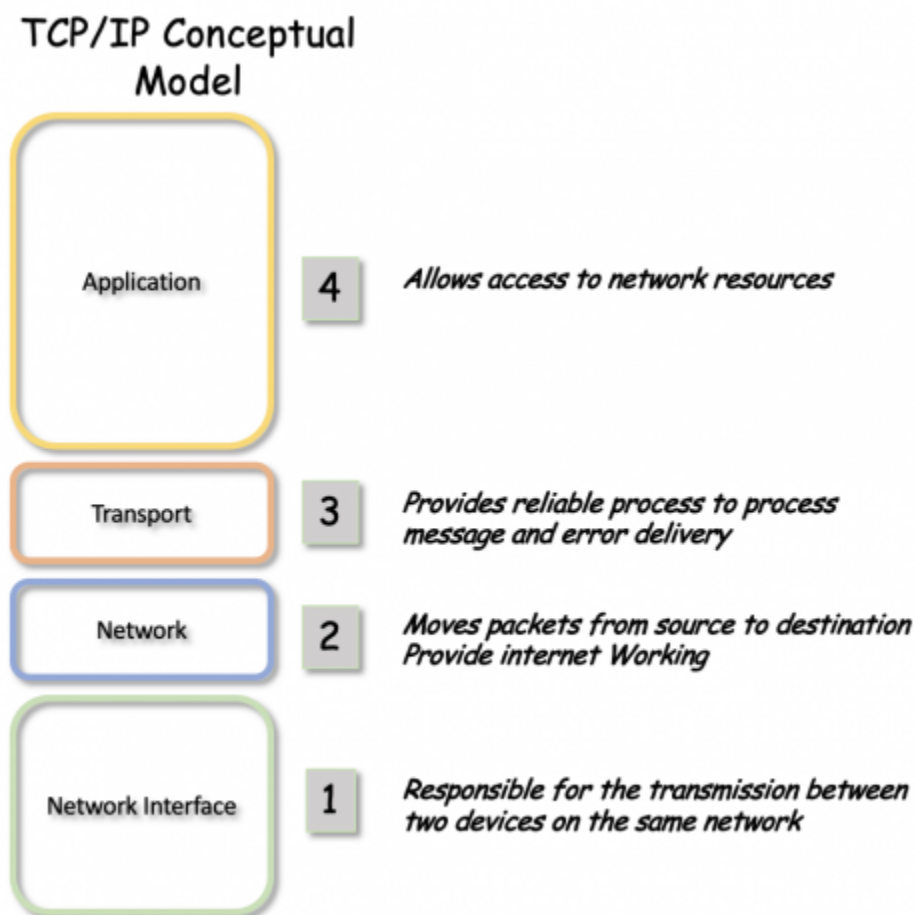 TCP/IP Conceptual
Model
Application
4
Allows access to network resources
Transport
3
Provides reliable process to process
message and error delivery
Network
2
Moves packets from source to destination
Provide internet Working
Network Interface
1
Responsible for the transmission between
two devices on the same network